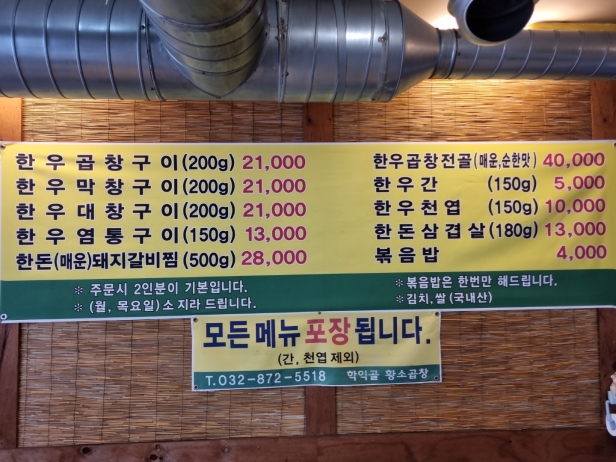 한우곱창구이(200g) 21,000
한우막창구이(200g) 21,000
한우대창구이(200g) 21,000
한우염통구이(150g) 13,000
한돈(매운)돼지갈비찜(500g) 28,000
※ 주문시 2인분이 기본입니다.
※ (월, 목요일)소 지라 드립니다.
한우곱창전골(매운,순한맛) 40,000
한우간 (150g) 5,000
한우천엽 (150g) 10,000
한돈삼겹살(180g) 13,000
볶음밥 4,000
※ 볶음밥은 한번만 해드립니다.
※ 김치,쌀(국내산)
모든메뉴포장됩니다.
(간, 천엽 제외)
T.032-872-5518 학익골 황소곱창